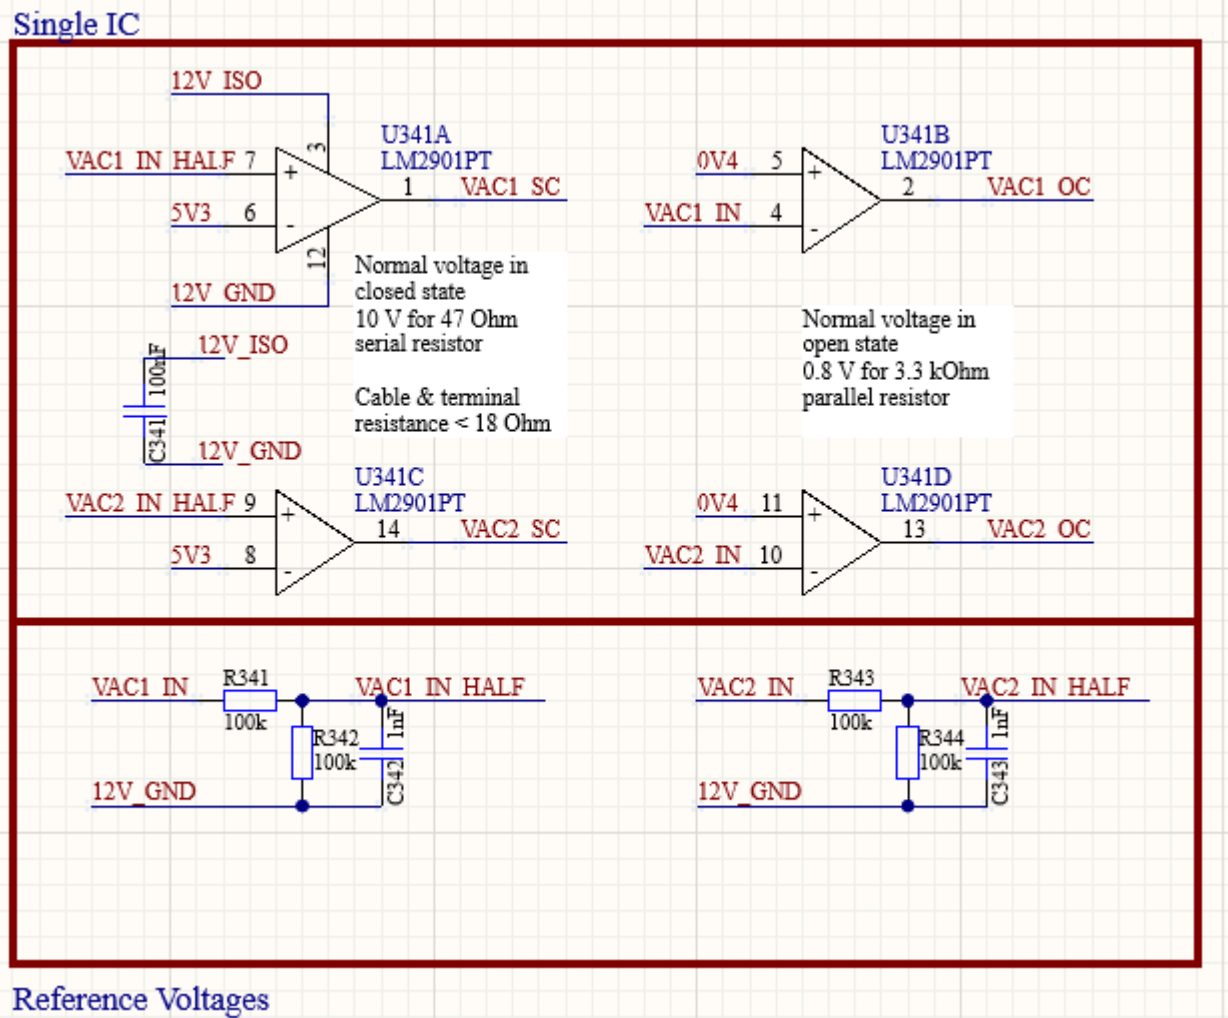 Single IC
12V_ISO
3
U341A
LM2901PT
VAC1_IN_HALF 7
+
1
VAC1_SC
5V3 6
-
12
12V_GND
U341B
LM2901PT
0V4 5
+
2
VAC1_OC
VAC1_IN 4
-
Normal voltage in
closed state
10 V for 47 Ohm
serial resistor
Cable & terminal
resistance < 18 Ohm
Normal voltage in
open state
0.8 V for 3.3 kOhm
parallel resistor
12V_ISO
100nF
C341
12V_GND
U341C
LM2901PT
VAC2_IN_HALF 9
+
14
VAC2_SC
5V3 8
-
U341D
LM2901PT
0V4 11
+
13
VAC2_OC
VAC2_IN 10
-
VAC1_IN
R341
100k
VAC1_IN_HALF
R342
100k
1nF
C342
12V_GND
VAC2_IN
R343
100k
VAC2_IN_HALF
R344
100k
1nF
C343
12V_GND
Reference Voltages